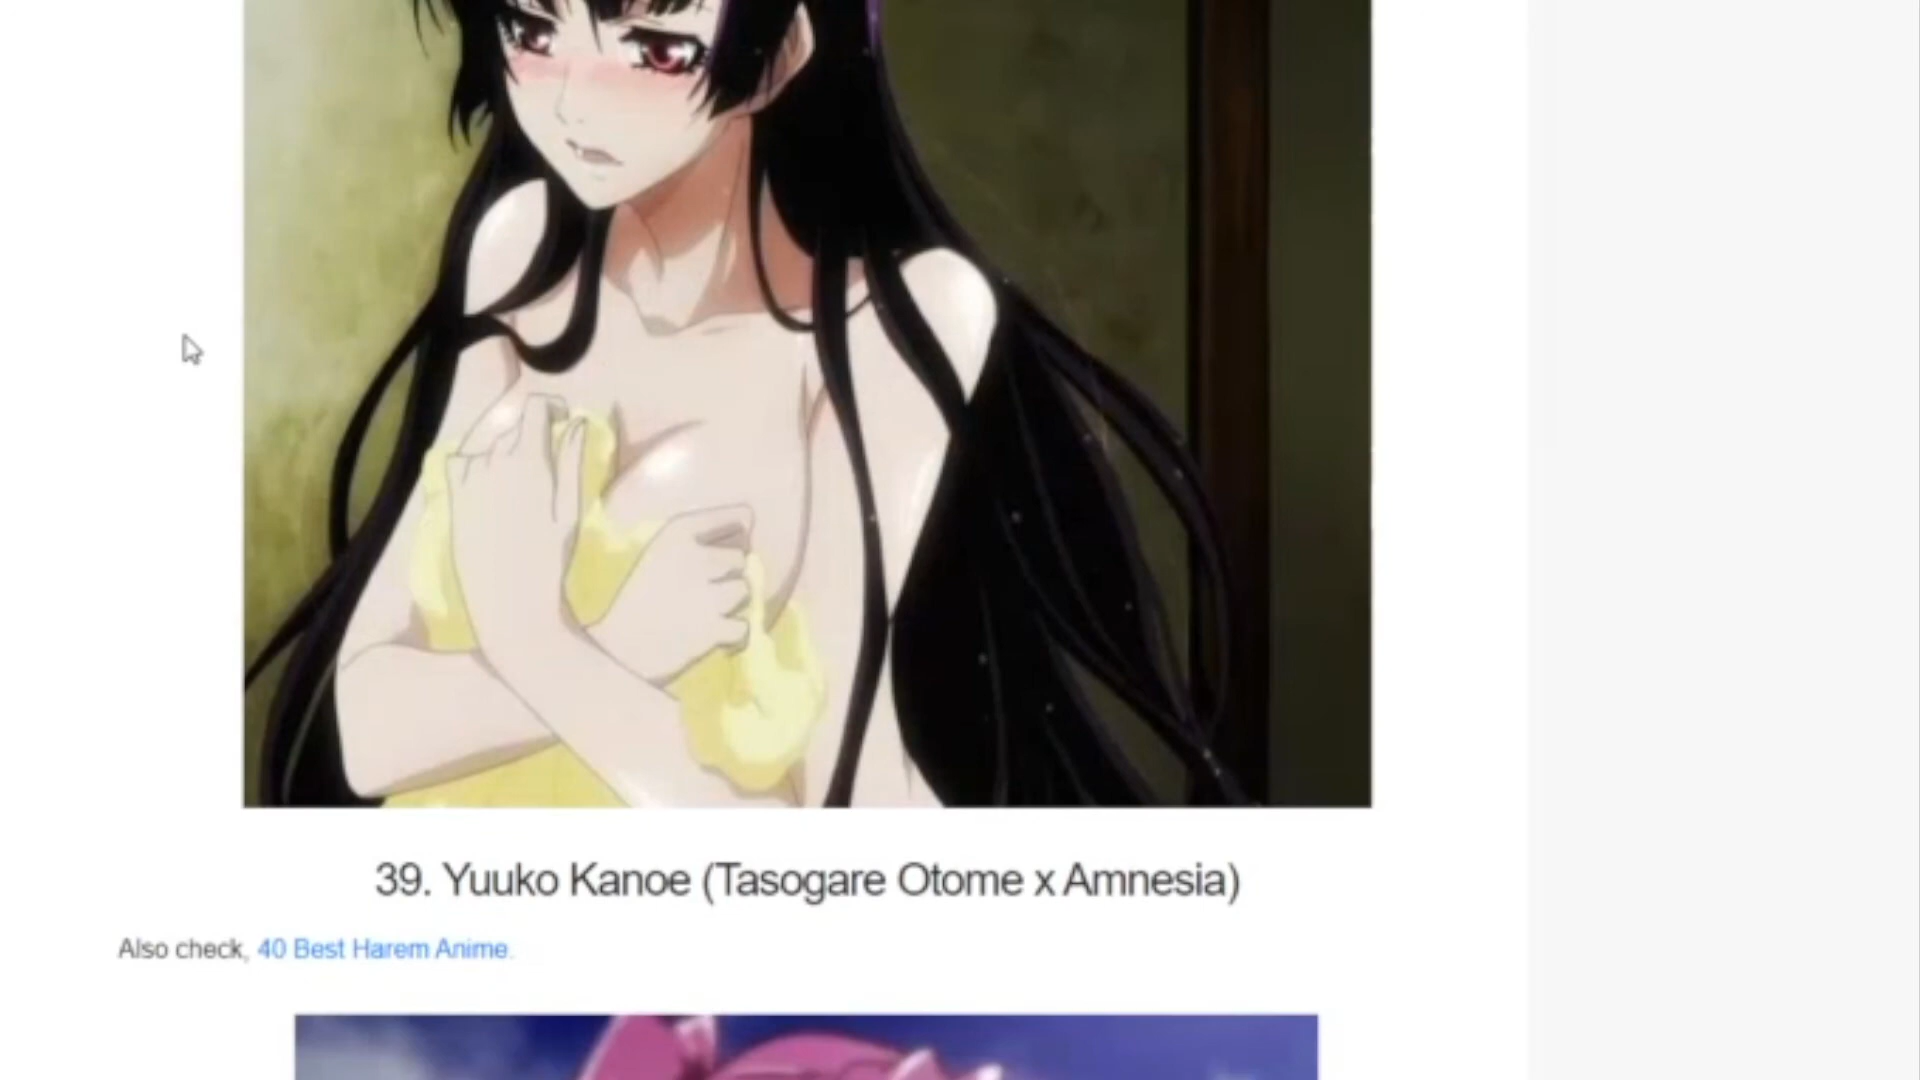 39. Yuuko Kanoe (Tasogare Otome x Amnesia)
Also check, 40 Best Harem Anime.